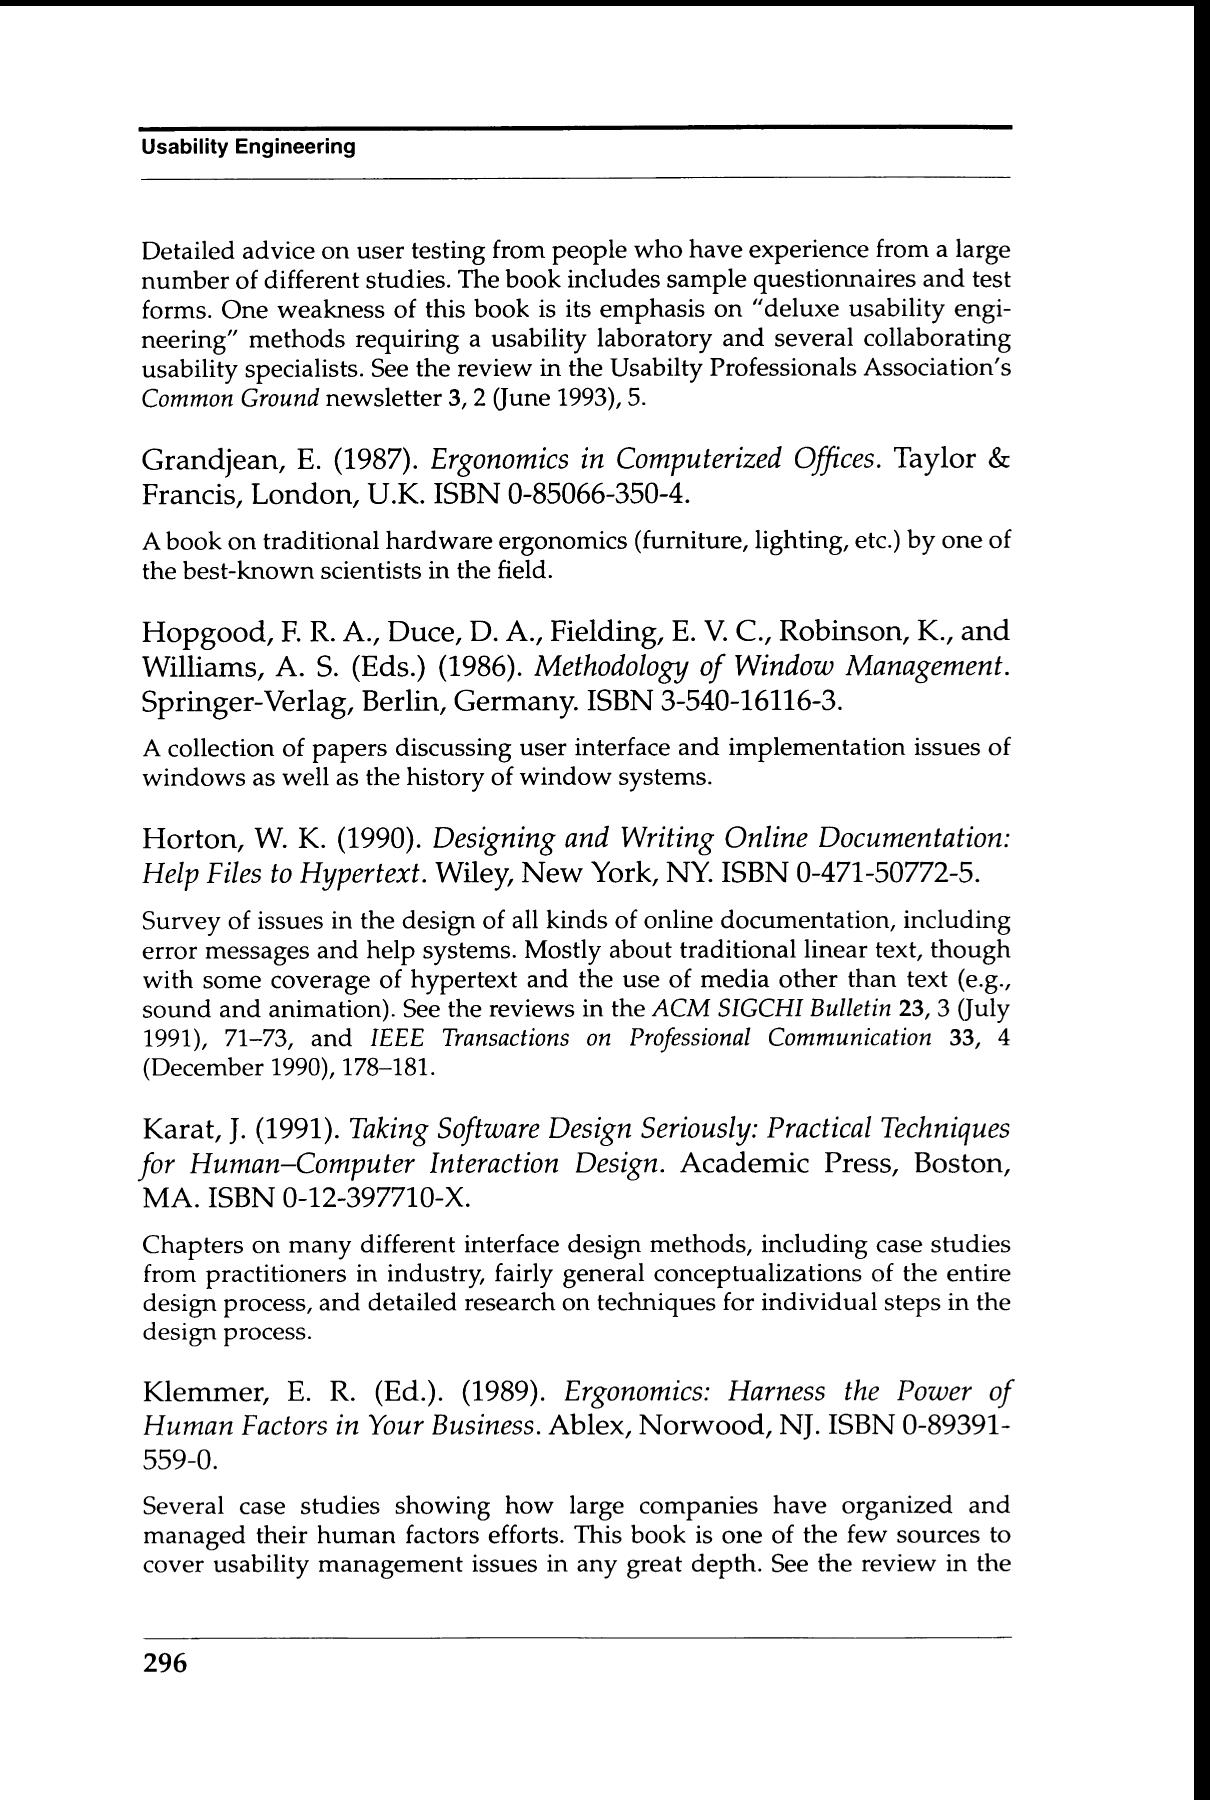 Usability Engineering
Detailed advice on user testing from people who have experience from a large
number of different studies. The book includes sample questionnaires and test
forms. One weakness of this book is its emphasis on "deluxe usability engi-
neering" methods requiring a usability laboratory and several collaborating
usability specialists. See the review in the Usabilty Professionals Association's
Common Ground newsletter 3, 2 (June 1993), 5.
Grandjean, E. (1987). Ergonomics in Computerized Offices. Taylor &
Francis, London, U.K. ISBN 0-85066-350-4.
A book on traditional hardware ergonomics (furniture, lighting, etc.) by one of
the best-known scientists in the field.
Hopgood, F. R. A., Duce, D. A., Fielding, E. V. C., Robinson, K., and
Williams, A. S. (Eds.) (1986). Methodology of Window Management.
Springer-Verlag, Berlin, Germany. ISBN 3-540-16116-3.
A collection of papers discussing user interface and implementation issues of
windows as well as the history of window systems.
Horton, W. K. (1990). Designing and Writing Online Documentation:
Help Files to Hypertext. Wiley, New York, NY. ISBN 0-471-50772-5.
Survey of issues in the design of all kinds of online documentation, including
error messages and help systems. Mostly about traditional linear text, though
with some coverage of hypertext and the use of media other than text (e.g.,
sound and animation). See the reviews in the ACM SIGCHI Bulletin 23, 3 (July
1991), 71–73, and IEEE Transactions on Professional Communication 33, 4
(December 1990), 178–181.
Karat, J. (1991). Taking Software Design Seriously: Practical Techniques
for Human–Computer Interaction Design. Academic Press, Boston,
MA. ISBN 0-12-397710-X.
Chapters on many different interface design methods, including case studies
from practitioners in industry, fairly general conceptualizations of the entire
design process, and detailed research on techniques for individual steps in the
design process.
Klemmer, E. R. (Ed.). (1989). Ergonomics: Harness the Power of
Human Factors in Your Business. Ablex, Norwood, NJ. ISBN 0-89391-
559-0.
Several case studies showing how large companies have organized and
managed their human factors efforts. This book is one of the few sources to
cover usability management issues in any great depth. See the review in the
296